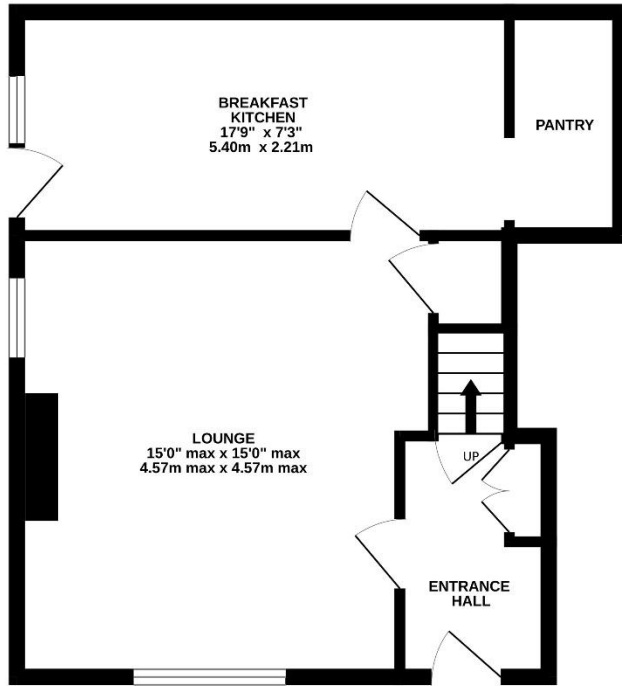 BREAKFAST
KITCHEN
17'9" x 7'3"
5.40m x 2.21m
PANTRY
LOUNGE
15'0" max x 15'0" max
4.57m max x 4.57m max
UP
ENTRANCE
HALL